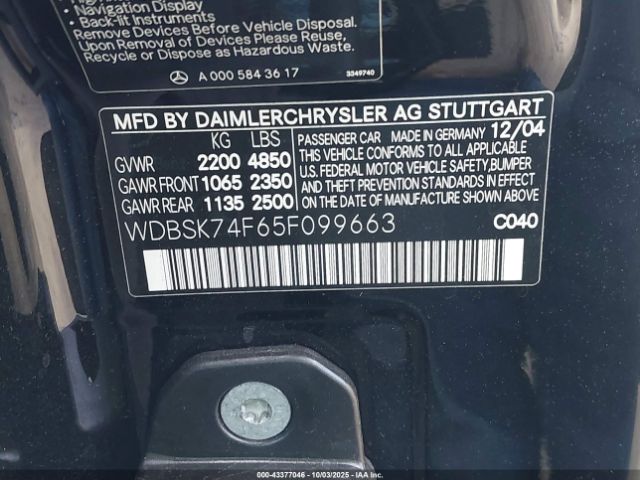 Navigation Display
• Back-lit Instruments
Remove Devices Before Vehicle Disposal.
Upon Removal of Devices Please Reuse,
Recycle or Dispose as Hazardous Waste.
A 000 584 36 17 3349740
MFD BY DAIMLERCHRYSLER AG STUTTGART
KG LBS PASSENGER CAR MADE IN GERMANY 12/04
GVWR 2200 4850 THIS VEHICLE CONFORMS TO ALL APPLICABLE
GAWR FRONT 1065 2350 U.S. FEDERAL MOTOR VEHICLE SAFETY, BUMPER
GAWR REAR 1135 2500 AND THEFT PREVENTION STANDARDS IN EFFECT
ON THE DATE OF MANUFACTURE SHOWN ABOVE
WDBSK74F65F099663 C040
000-43377046 - 10/03/2025 - IAAI.COM